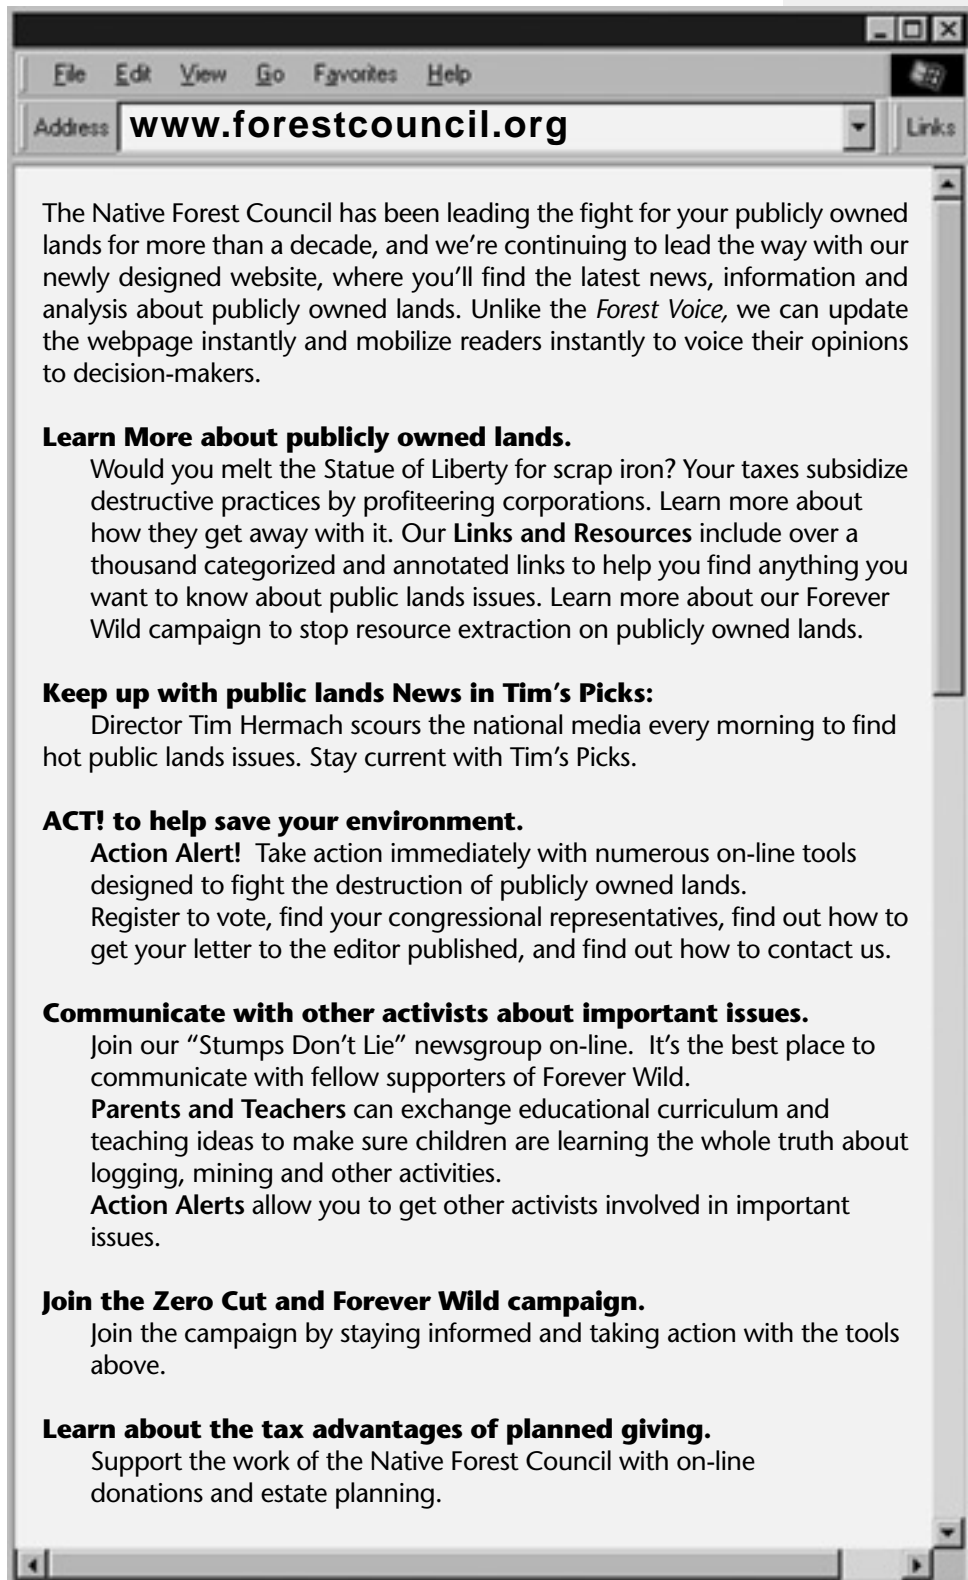 File Edit View Go Favorites Help
Address www.forestcouncil.org Links
The Native Forest Council has been leading the fight for your publicly owned
lands for more than a decade, and we're continuing to lead the way with our
newly designed website, where you'll find the latest news, information and
analysis about publicly owned lands. Unlike the Forest Voice, we can update
the webpage instantly and mobilize readers instantly to voice their opinions
to decision-makers.
Learn More about publicly owned lands.
Would you melt the Statue of Liberty for scrap iron? Your taxes subsidize
destructive practices by profiteering corporations. Learn more about
how they get away with it. Our Links and Resources include over a
thousand categorized and annotated links to help you find anything you
want to know about public lands issues. Learn more about our Forever
Wild campaign to stop resource extraction on publicly owned lands.
Keep up with public lands News in Tim's Picks:
Director Tim Hermach scours the national media every morning to find
hot public lands issues. Stay current with Tim's Picks.
ACT! to help save your environment.
Action Alert!  Take action immediately with numerous on-line tools
designed to fight the destruction of publicly owned lands.
Register to vote, find your congressional representatives, find out how to
get your letter to the editor published, and find out how to contact us.
Communicate with other activists about important issues.
Join our “Stumps Don't Lie” newsgroup on-line.  It's the best place to
communicate with fellow supporters of Forever Wild.
Parents and Teachers can exchange educational curriculum and
teaching ideas to make sure children are learning the whole truth about
logging, mining and other activities.
Action Alerts allow you to get other activists involved in important
issues.
Join the Zero Cut and Forever Wild campaign.
Join the campaign by staying informed and taking action with the tools
above.
Learn about the tax advantages of planned giving.
Support the work of the Native Forest Council with on-line
donations and estate planning.